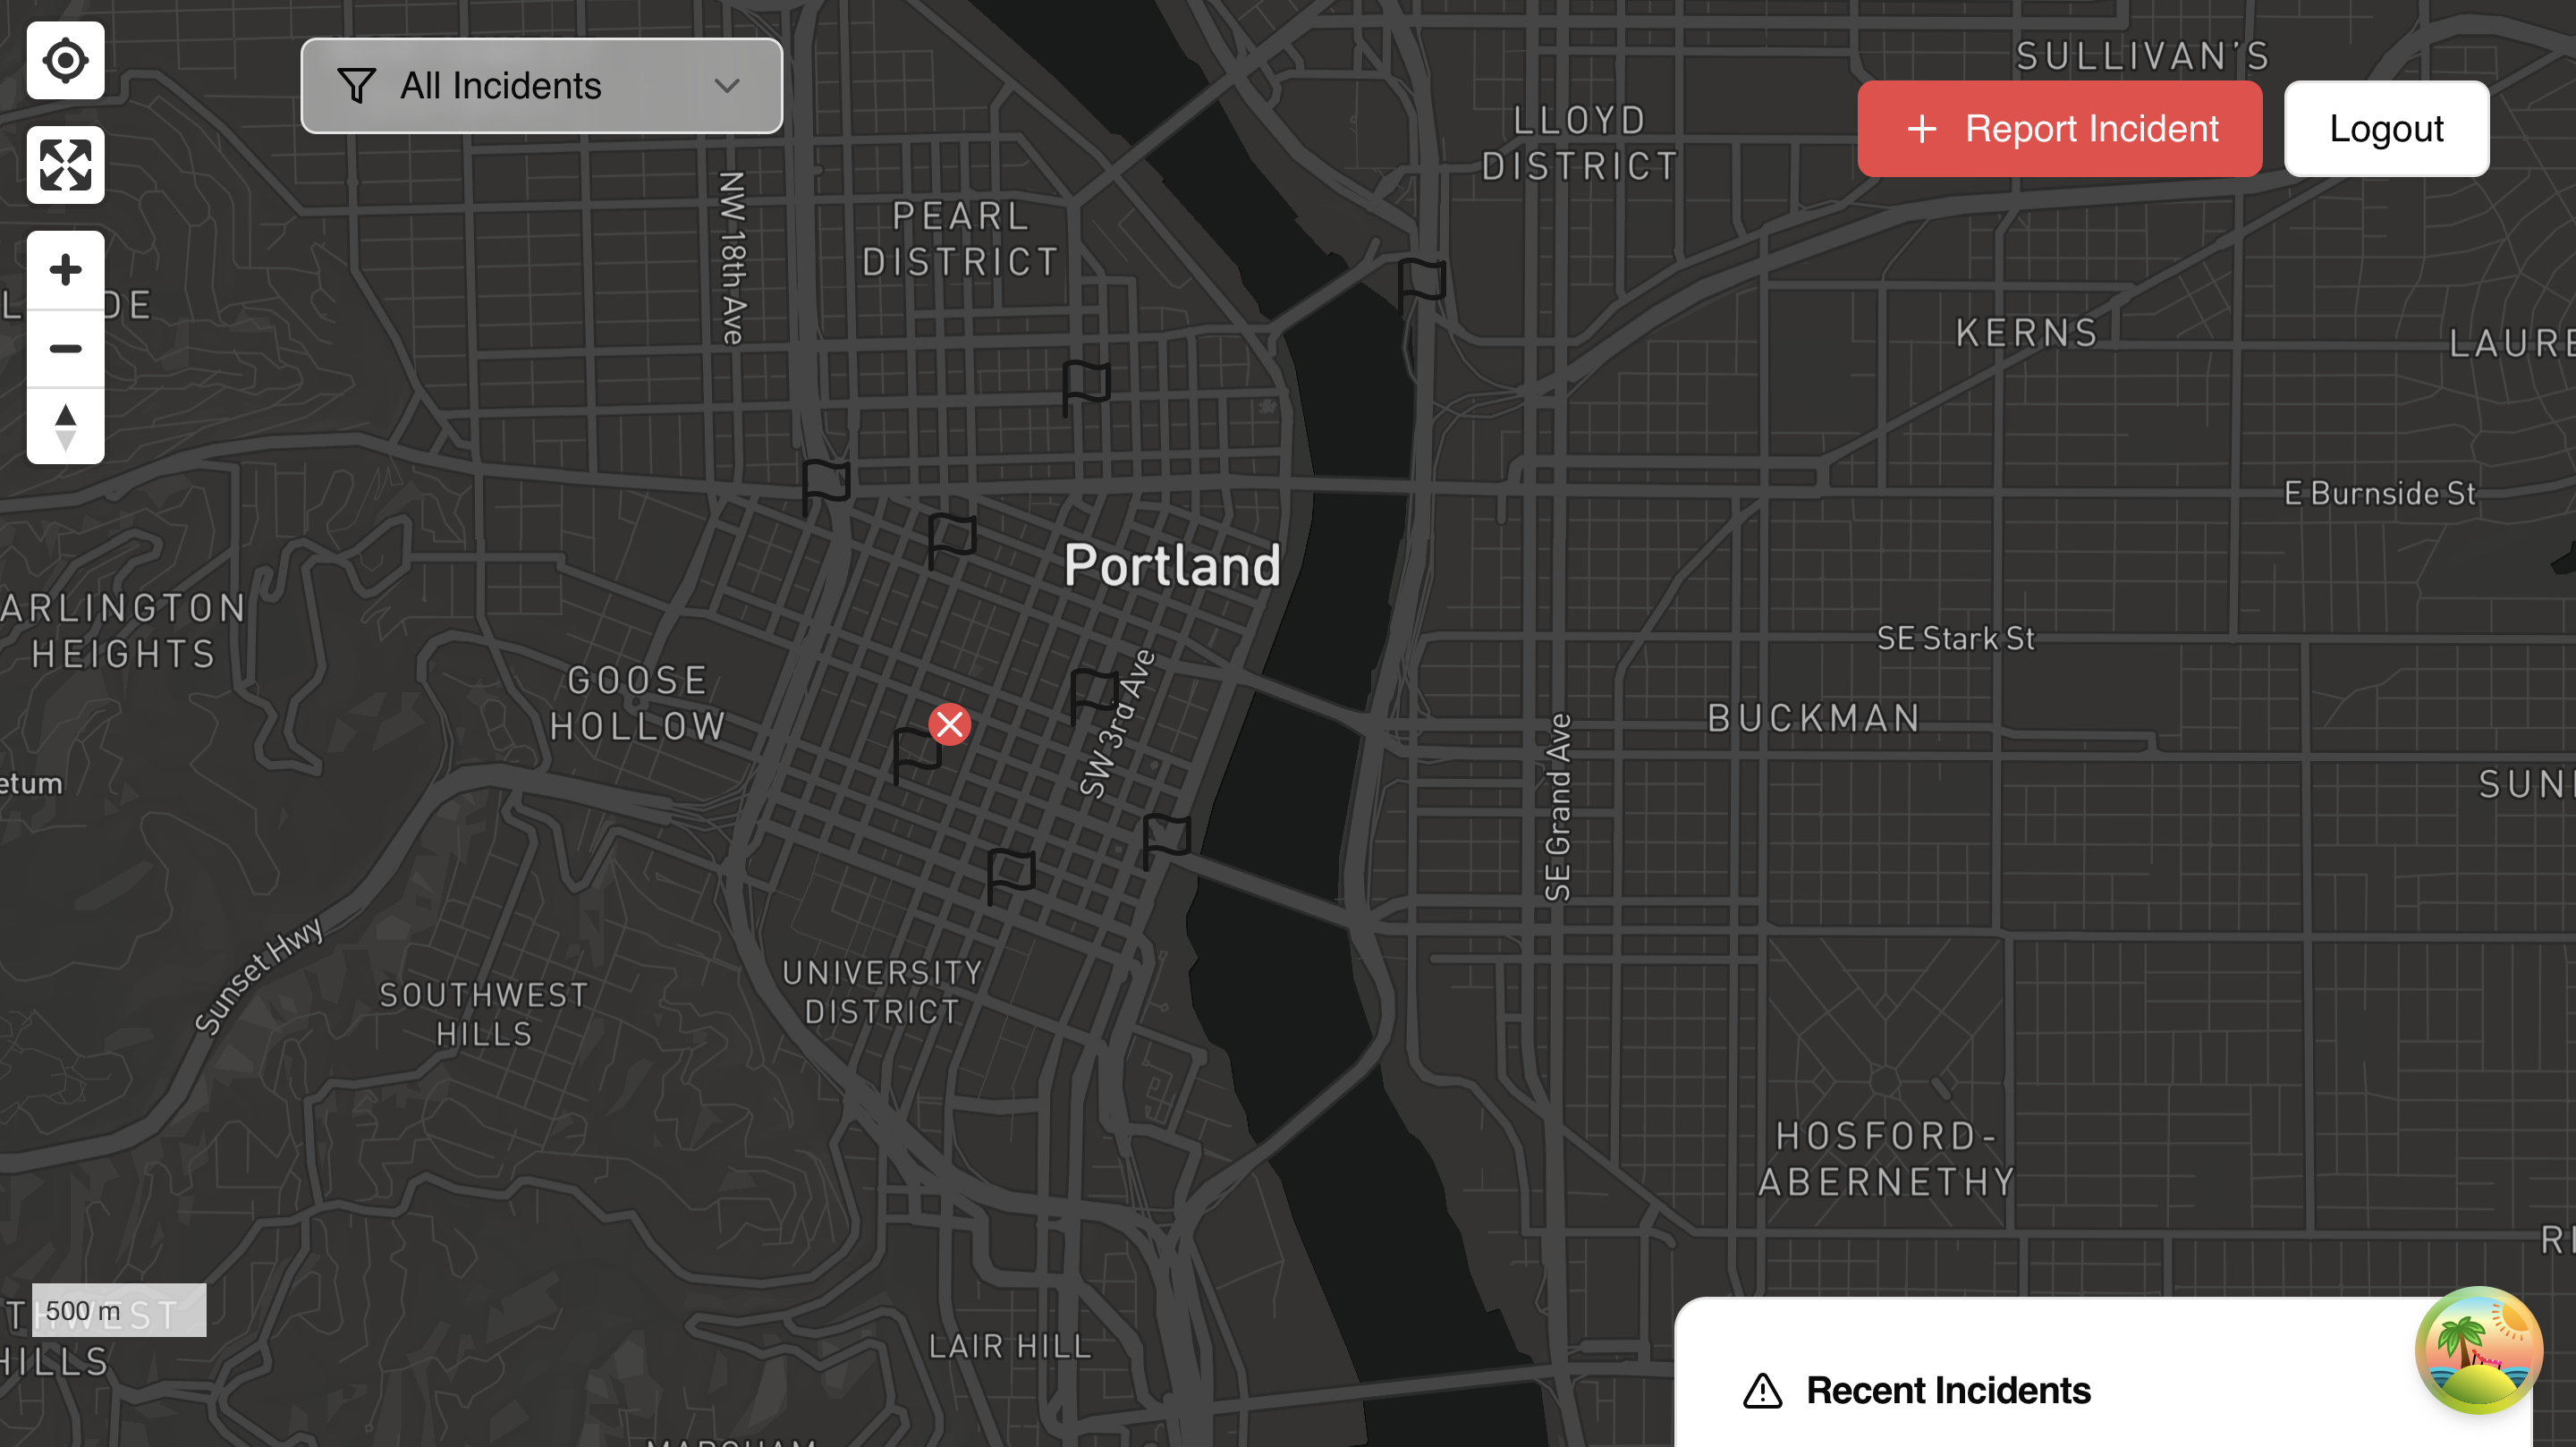 All Incidents
SULLIVAN'S
Report Incident
Logout
LLOYD
DISTRICT
NW 18th Ave
PEARL
DISTRICT
KERNS
LAURE
DE
E Burnside St
Portland
ARLINGTON
HEIGHTS
SE Stark St
GOOSE
HOLLOW
SW 3rd Ave
BUCKMAN
etum
SE Grand Ave
SUN
Sunset Hwy
UNIVERSITY
DISTRICT
SOUTHWEST
HILLS
HOSFORD-
ABERNETHY
500 m
THWEST
HILLS
LAIR HILL
Recent Incidents